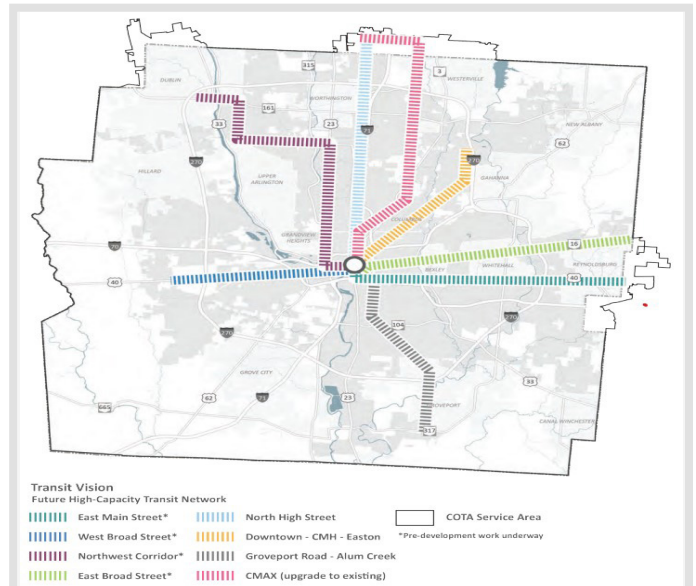 315
3
DUBLIN
WESTERVILLE
WORTHINGTON
161
33
23
71
NEW ALBANY
62
270
270
GAHANNA
HILLIARD
UPPER
ARLINGTON
COLUMBUS
GRANDVIEW
HEIGHTS
16
70
BEXLEY
WHITEHALL
REYNOLDSBURG
40
40
270
104
270
GROVE CITY
33
62
71
23
665
GROVEPORT
317
CANAL WINCHESTER
Transit Vision
Future High-Capacity Transit Network
East Main Street*
North High Street
COTA Service Area
West Broad Street*
Downtown - CMH - Easton
*Pre-development work underway
Northwest Corridor*
Groveport Road - Alum Creek
East Broad Street*
CMAX (upgrade to existing)